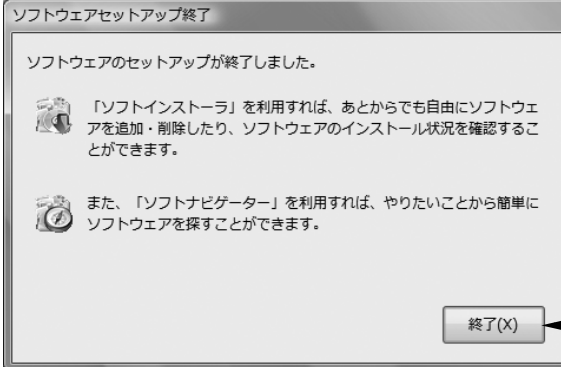 ソフトウェアセットアップ終了
ソフトウェアのセットアップが終了しました。
「ソフトインストーラ」を利用すれば、あとからでも自由にソフトウェ
アを追加・削除したり、ソフトウェアのインストール状況を確認するこ
とができます。
また、「ソフトナビゲーター」を利用すれば、やりたいことから簡単に
ソフトウェアを探すことができます。
終了(X)